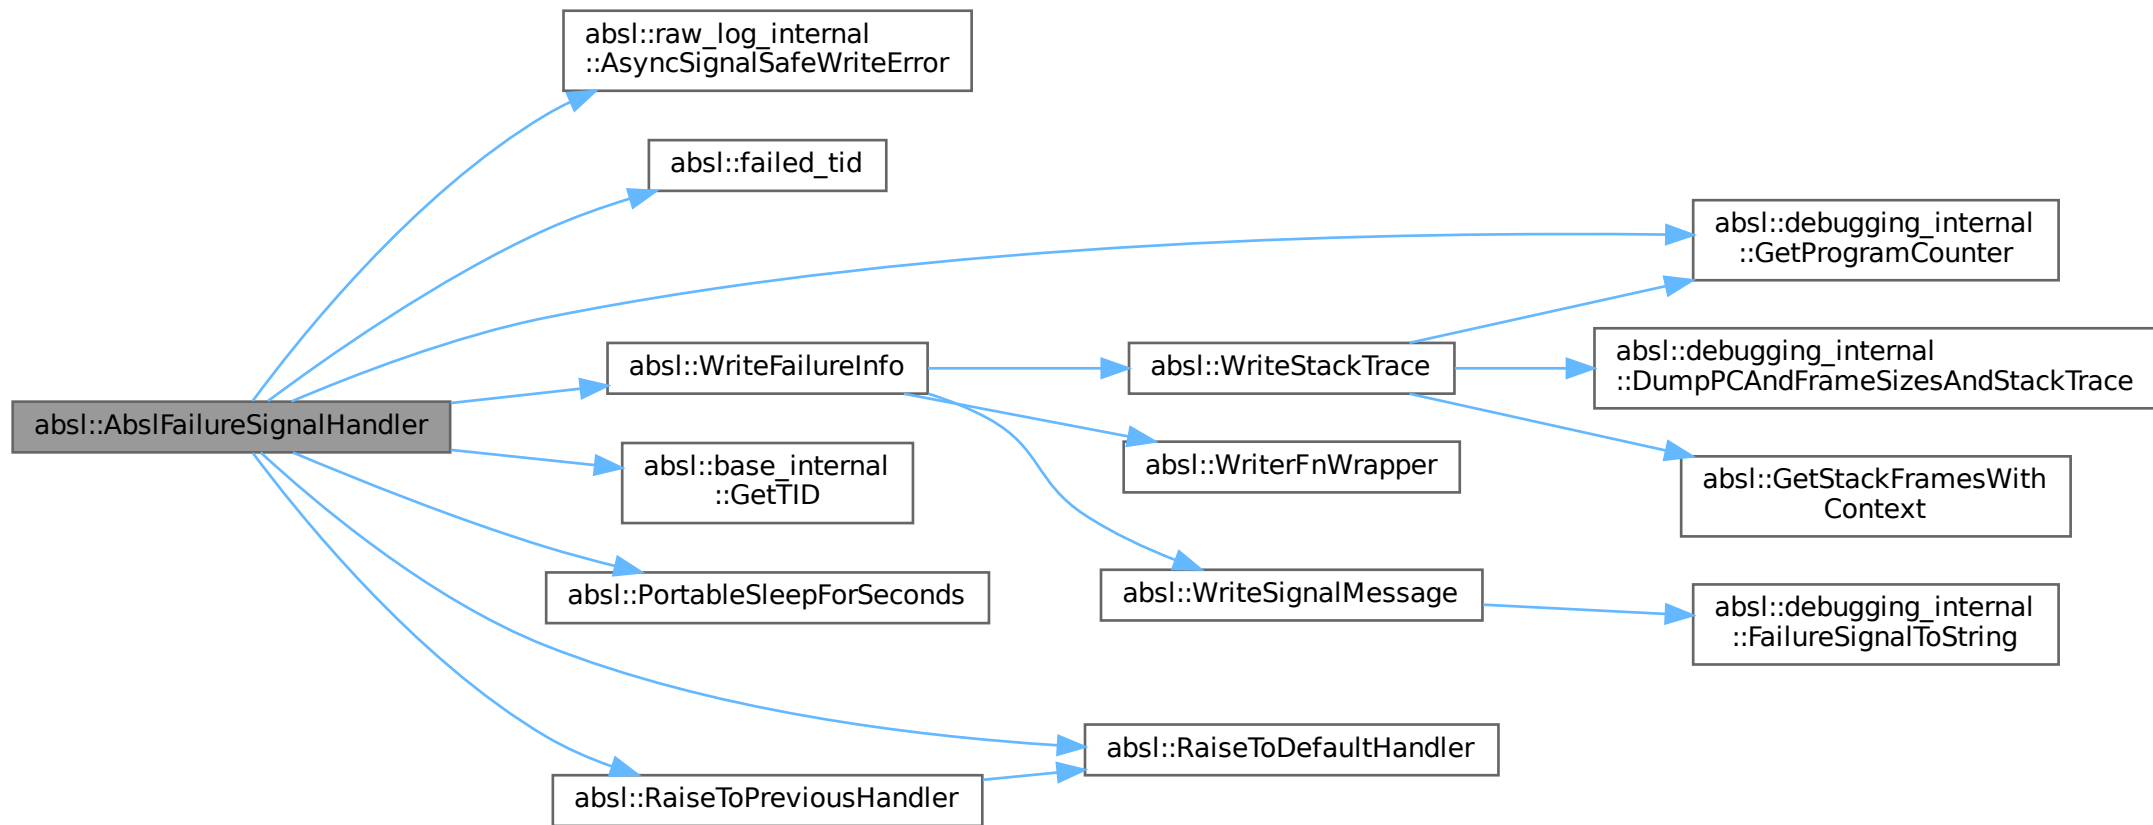 absl::raw_log_internal
::AsyncSignalSafeWriteError
absl::failed_tid
absl::debugging_internal
::GetProgramCounter
absl::WriteFailureInfo
absl::WriteStackTrace
absl::debugging_internal
::DumpPCAndFrameSizesAndStackTrace
absl::AbslFailureSignalHandler
absl::WriterFnWrapper
absl::base_internal
::GetTID
absl::GetStackFramesWith
Context
absl::PortableSleepForSeconds
absl::WriteSignalMessage
absl::debugging_internal
::FailureSignalToString
absl::RaiseToDefaultHandler
absl::RaiseToPreviousHandler